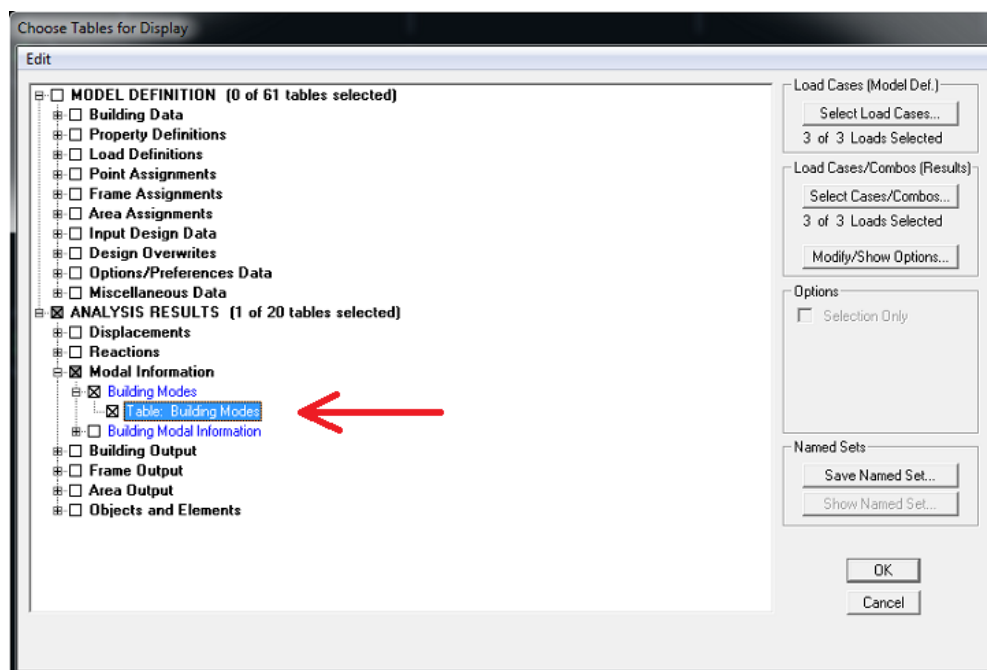 Choose Tables for Display
Edit
MODEL DEFINITION (0 of 61 tables selected)
Building Data
Property Definitions
Load Definitions
Point Assignments
Frame Assignments
Area Assignments
Input Design Data
Design Overwrites
Options/Preferences Data
Miscellaneous Data
ANALYSIS RESULTS (1 of 20 tables selected)
Displacements
Reactions
Modal Information
Building Modes
Table: Building Modes
Building Modal Information
Building Output
Frame Output
Area Output
Objects and Elements
Load Cases (Model Def.)
Select Load Cases...
3 of 3 Loads Selected
Load Cases/Combos (Results)
Select Cases/Combos...
3 of 3 Loads Selected
Modify/Show Options...
Options
Selection Only
Named Sets
Save Named Set...
Show Named Set...
OK
Cancel